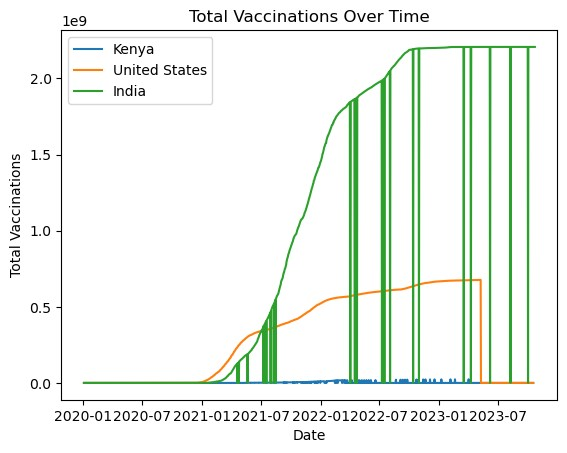 Total Vaccinations Over Time
1e9
Kenya
United States
India
2.0
1.5
1.0
0.5
0.0
Total Vaccinations
2020-01 2020-07 2021-01 2021-07 2022-01 2022-07 2023-01 2023-07
Date